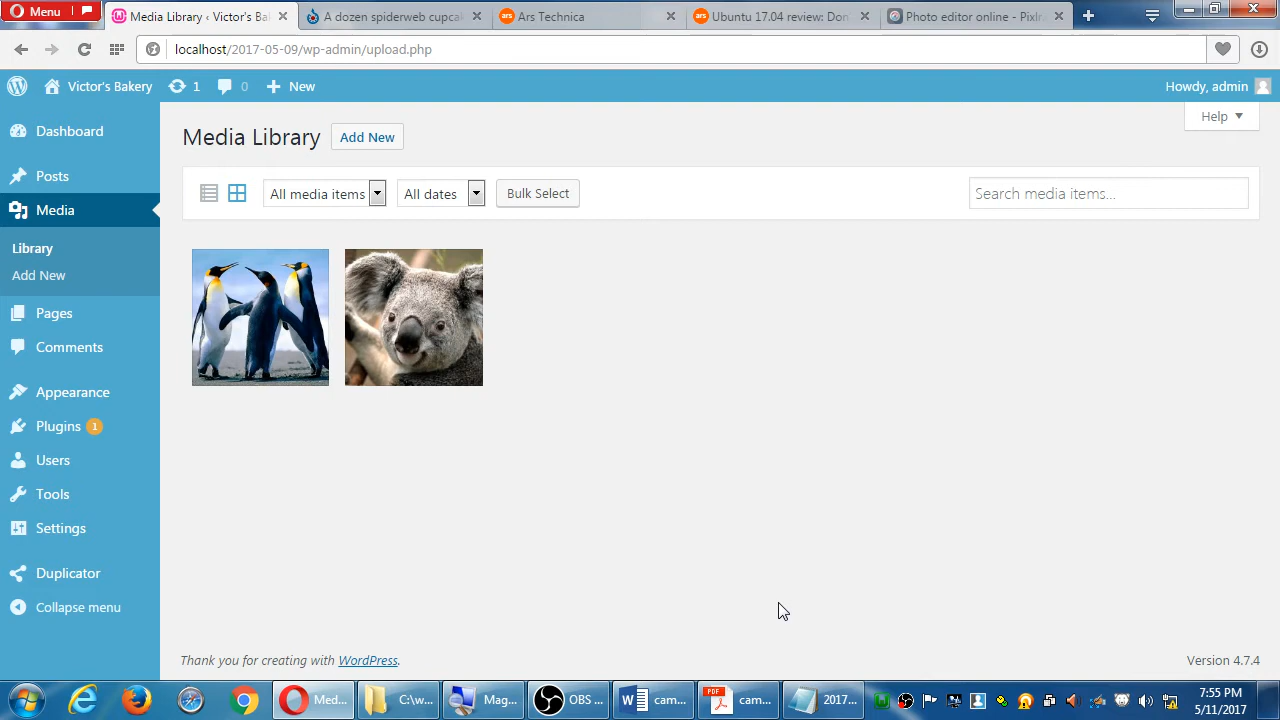 Menu
Media Library ‹ Victor's Ba
A dozen spiderweb cupca
Ars Technica
Ubuntu 17.04 review: Don
Photo editor online - Pixlr
localhost/2017-05-09/wp-admin/upload.php
Victor's Bakery
1
0
New
Howdy, admin
Dashboard
Posts
Media
Library
Add New
Pages
Comments
Appearance
Plugins 1
Users
Tools
Settings
Duplicator
Collapse menu
Media Library
Add New
Help
All media items
All dates
Bulk Select
Search media items...
Thank you for creating with WordPress.
Version 4.7.4
Med...
C:\w...
Mag...
OBS ...
cam...
PDF
cam...
2017...
7:55 PM
5/11/2017